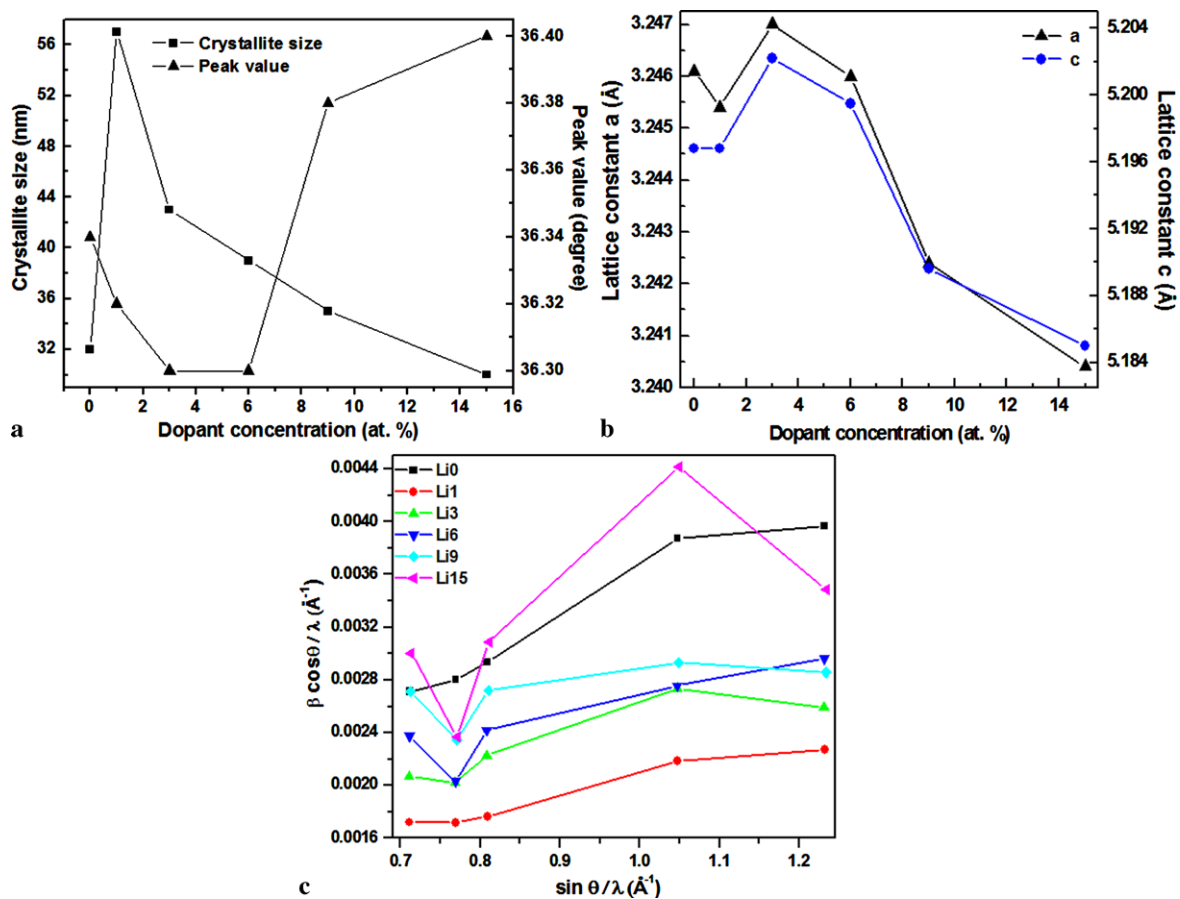 56
52
48
44
40
36
32
Crystallite size (nm)
Crystallite size
Peak value
36.40
36.38
36.36
36.34
36.32
36.30
Peak value (degree)
0 2 4 6 8 10 12 14 16
Dopant concentration (at. %)
a
3.247
3.246
3.245
3.244
3.243
3.242
3.241
3.240
Lattice constant a (Å)
a
c
5.204
5.200
5.196
5.192
5.188
5.184
Lattice constant c (Å)
0 2 4 6 8 10 12 14
Dopant concentration (at. %)
b
0.0044
0.0040
0.0036
0.0032
0.0028
0.0024
0.0020
0.0016
β cosθ / λ (Å⁻¹)
Li0
Li1
Li3
Li6
Li9
Li15
0.7 0.8 0.9 1.0 1.1 1.2
sin θ / λ (Å⁻¹)
c